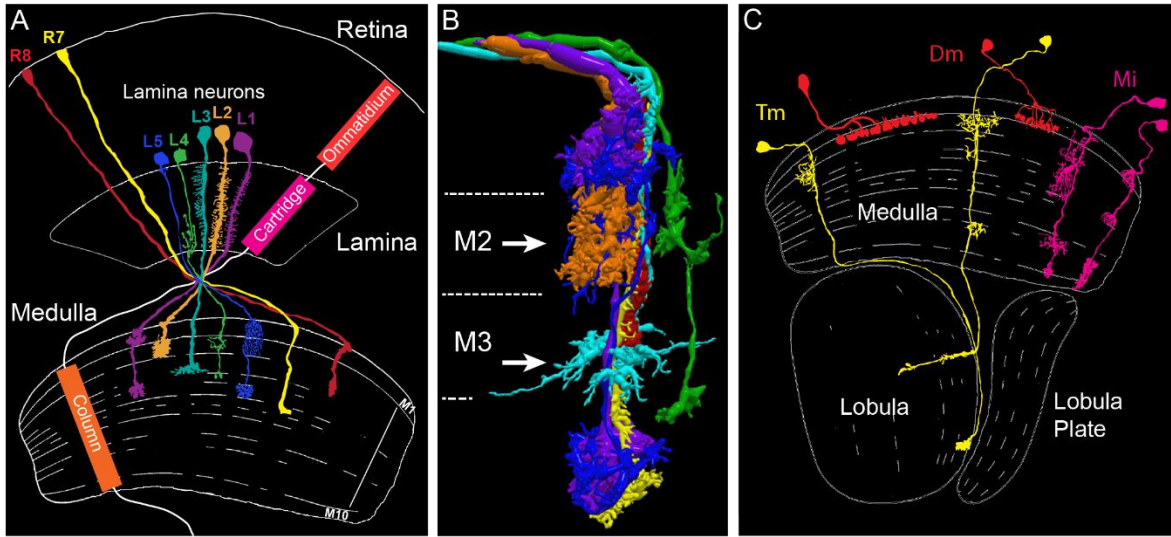 A
Retina
R7
R8
Lamina neurons
L3
L2
L1
L4
L5
Ommatidium
Cartridge
Lamina
Medulla
Column
M1
M10
B
M2
M3
C
Dm
Mi
Tm
Medulla
Lobula
Lobula
Plate